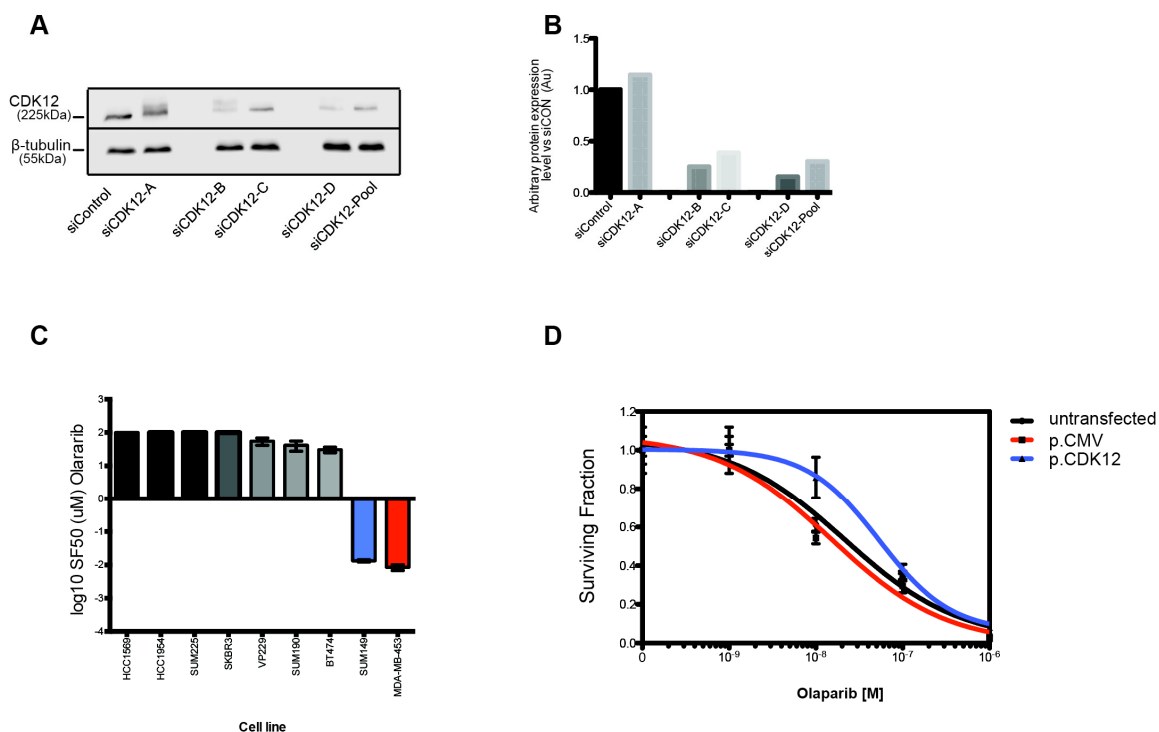 A
CDK12
(225kDa)
β-tubulin
(55kDa)
siControl
siCDK12-A
siCDK12-B
siCDK12-C
siCDK12-D
siCDK12-Pool
B
Arbitrary protein expression
level vs siCON (Au)
1.5
1.0
0.5
0.0
siControl
siCDK12-A
siCDK12-B
siCDK12-C
siCDK12-D
siCDK12-Pool
C
log10 SF50 (uM) Olararib
3
2
1
0
-1
-2
-3
-4
HCC1569
HCC1954
SUM225
SKBR3
VP229
SUM190
BT474
SUM149
MDA-MB-453
Cell line
D
Surviving Fraction
1.2
1.0
0.8
0.6
0.4
0.2
0.0
0
10-9
10-8
10-7
10-6
Olaparib [M]
untransfected
p.CMV
p.CDK12